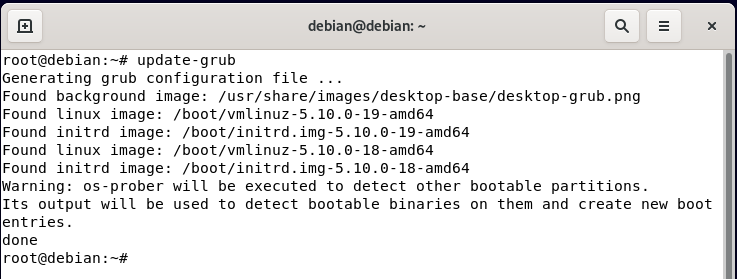 debian@debian: ~
root@debian:~# update-grub
Generating grub configuration file ...
Found background image: /usr/share/images/desktop-base/desktop-grub.png
Found linux image: /boot/vmlinuz-5.10.0-19-amd64
Found initrd image: /boot/initrd.img-5.10.0-19-amd64
Found linux image: /boot/vmlinuz-5.10.0-18-amd64
Found initrd image: /boot/initrd.img-5.10.0-18-amd64
Warning: os-prober will be executed to detect other bootable partitions.
Its output will be used to detect bootable binaries on them and create new boot
entries.
done
root@debian:~#